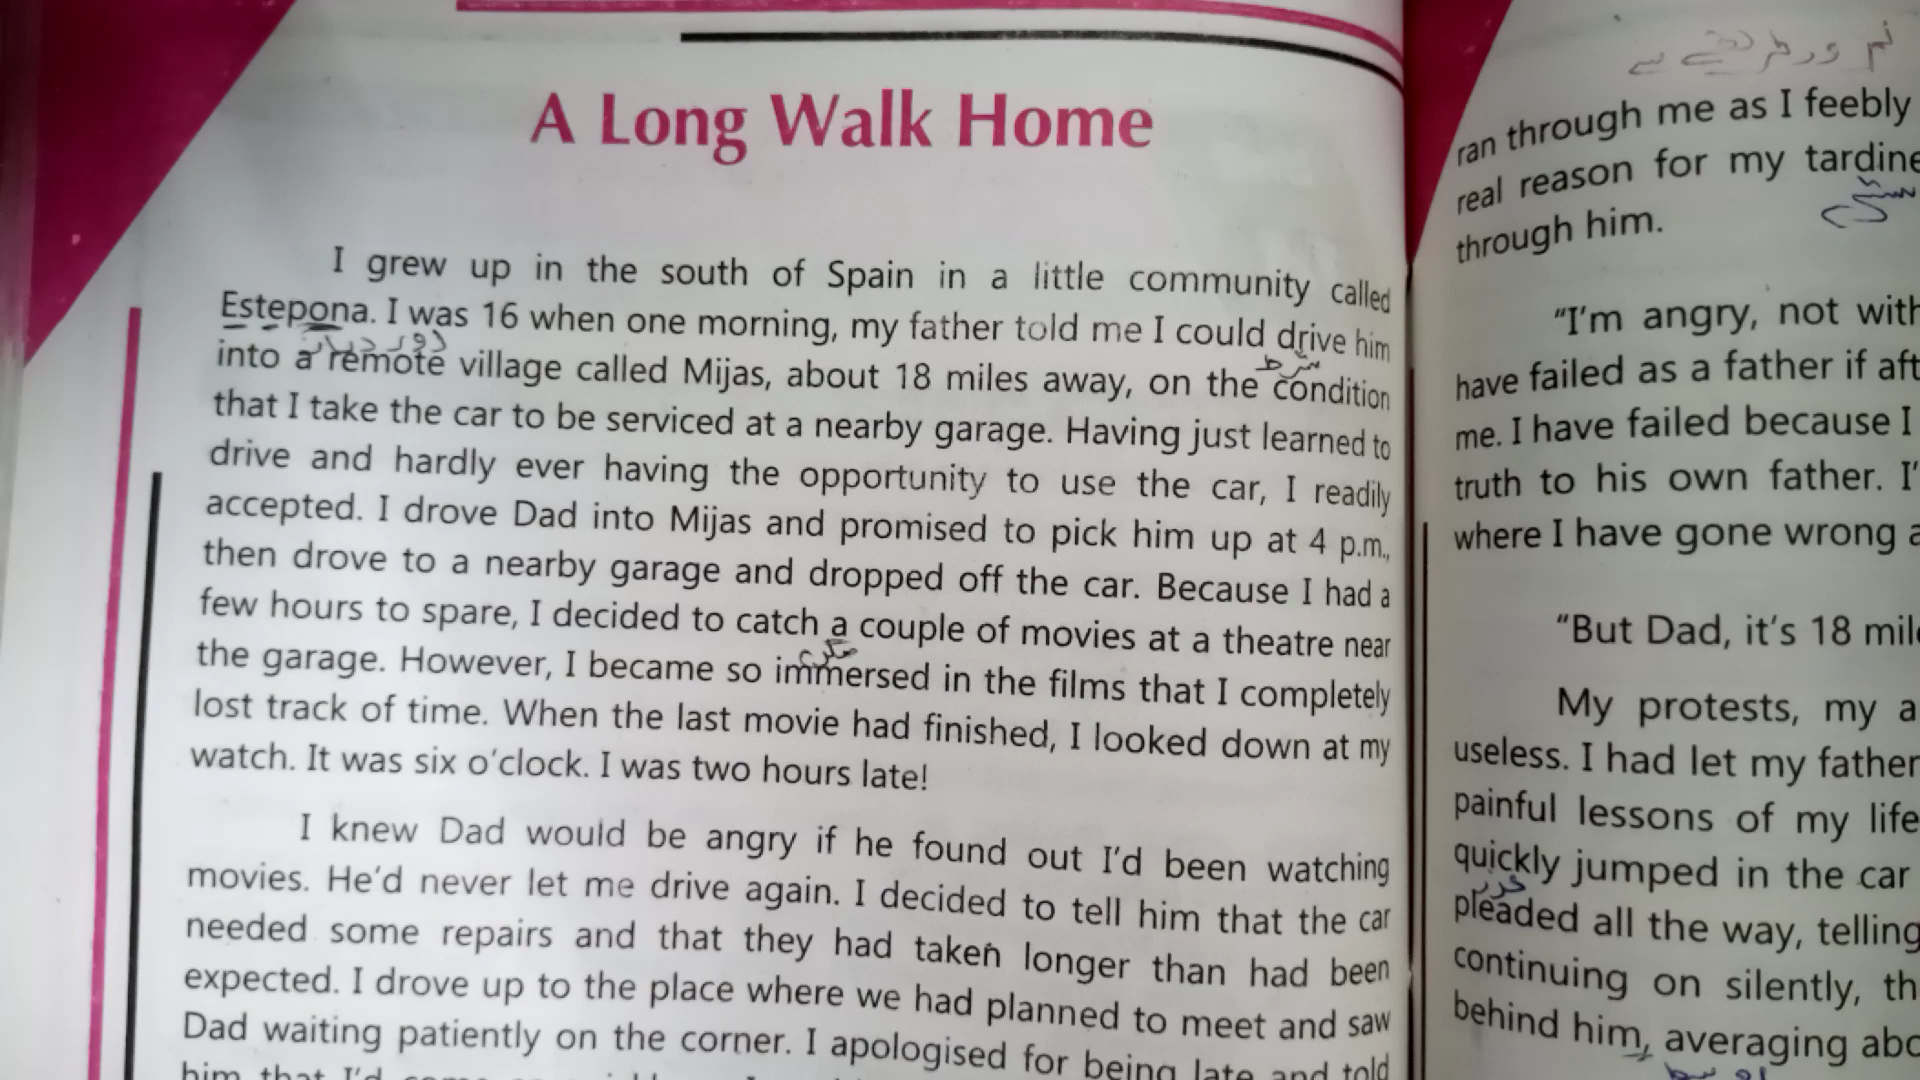 A Long Walk Home
I grew up in the south of Spain in a little community called
Estepona. I was 16 when one morning, my father told me I could drive him
دور دراز
شرط
into a remote village called Mijas, about 18 miles away, on the condition
that I take the car to be serviced at a nearby garage. Having just learned to
drive and hardly ever having the opportunity to use the car, I readily
accepted. I drove Dad into Mijas and promised to pick him up at 4 p.m.,
then drove to a nearby garage and dropped off the car. Because I had a
few hours to spare, I decided to catch a couple of movies at a theatre near
the garage. However, I became so immersed in the films that I completely
lost track of time. When the last movie had finished, I looked down at my
watch. It was six o'clock. I was two hours late!
I knew Dad would be angry if he found out I'd been watching
movies. He'd never let me drive again. I decided to tell him that the car
needed some repairs and that they had taken longer than had been
expected. I drove up to the place where we had planned to meet and saw
Dad waiting patiently on the corner. I apologised for being late and told
him that I'd come
ran through me as I feebly
real reason for my tardine
through him.
"I'm angry, not with
have failed as a father if aft
me. I have failed because I
truth to his own father. I'
where I have gone wrong a
"But Dad, it's 18 mile
My protests, my a
useless. I had let my father
painful lessons of my life
quickly jumped in the car
pleaded all the way, telling
continuing on silently, th
behind him, averaging abo